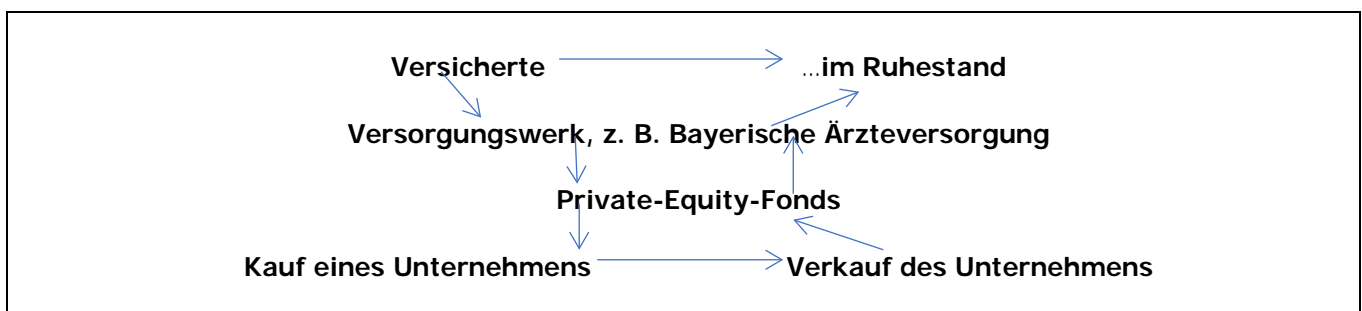 Versicherte …im Ruhestand
Versorgungswerk, z. B. Bayerische Ärzteversorgung
Private-Equity-Fonds
Kauf eines Unternehmens Verkauf des Unternehmens